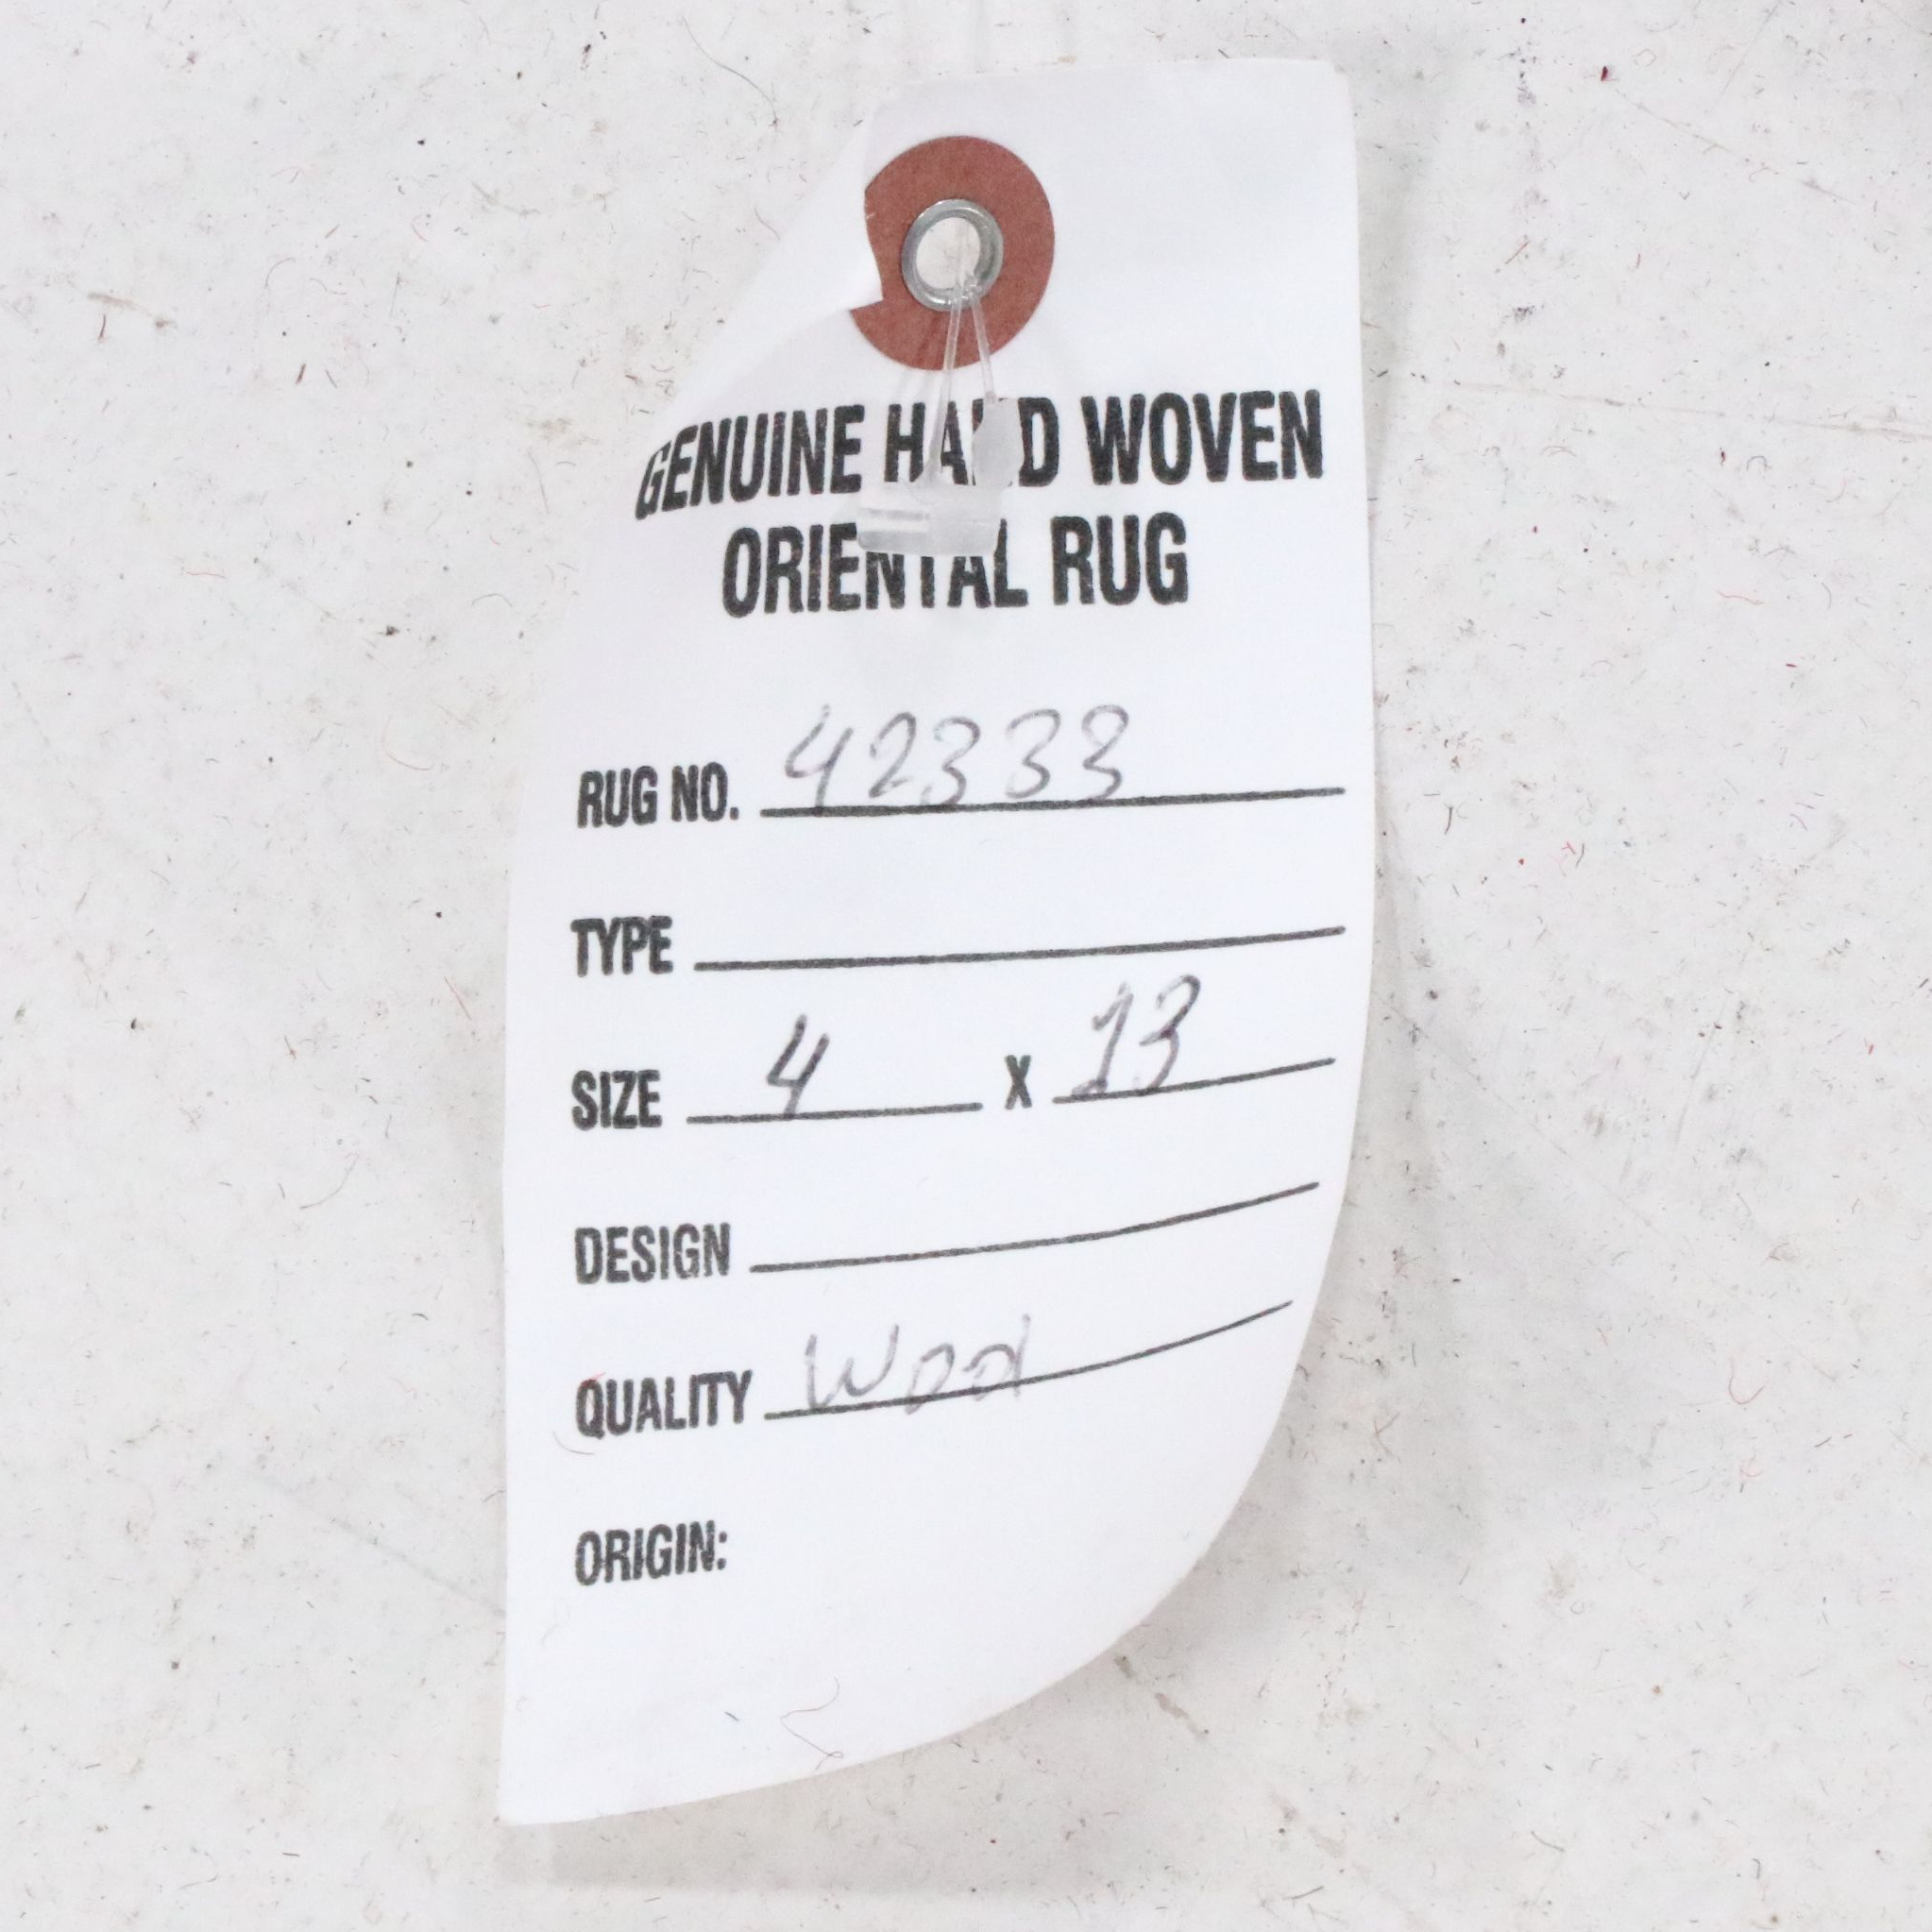 GENUINE HAND WOVEN
ORIENTAL RUG
RUG NO. 42333
TYPE
SIZE 4 X 13
DESIGN
QUALITY Wool
ORIGIN: